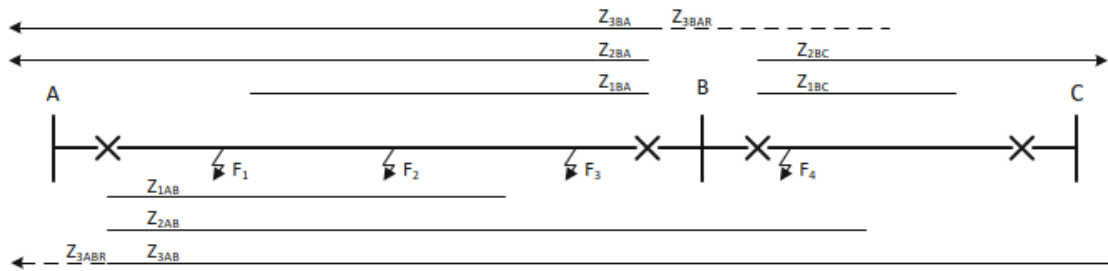 Z3BA Z3BAR
Z2BA Z2BC
A Z1BA B Z1BC C
F1 F2 F3 F4
Z1AB
Z2AB
Z3ABR Z3AB